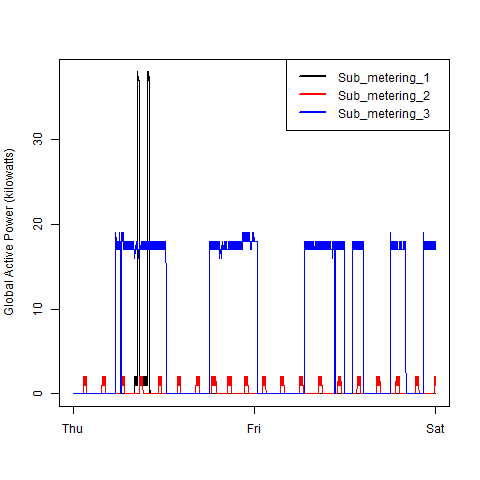 Sub_metering_1
Sub_metering_2
Sub_metering_3
Global Active Power (kilowatts)
30
20
10
0
Thu Fri Sat